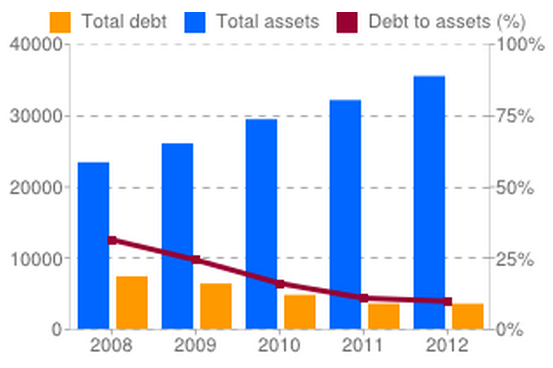 Total debt Total assets Debt to assets (%)
40000 100%
30000 75%
20000 50%
10000 25%
0 0%
2008 2009 2010 2011 2012